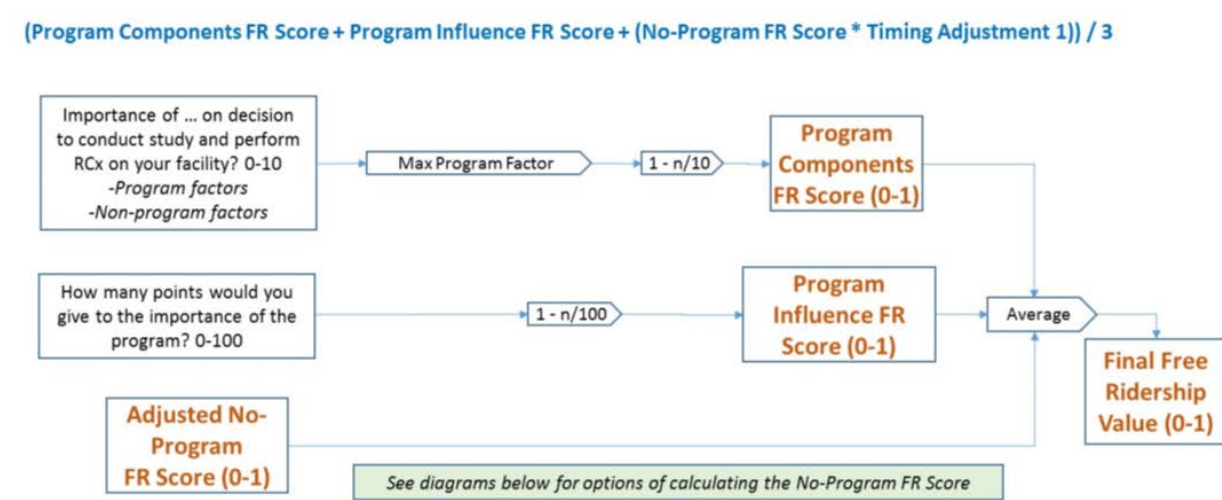 (Program Components FR Score + Program Influence FR Score + (No-Program FR Score * Timing Adjustment 1)) / 3
Importance of ... on decision
to conduct study and perform
RCx on your facility? 0-10
-Program factors
-Non-program factors
Max Program Factor
1 - n/10
Program
Components
FR Score (0-1)
How many points would you
give to the importance of the
program? 0-100
1 - n/100
Program
Influence FR
Score (0-1)
Average
Final Free
Ridership
Value (0-1)
Adjusted No-
Program
FR Score (0-1)
See diagrams below for options of calculating the No-Program FR Score